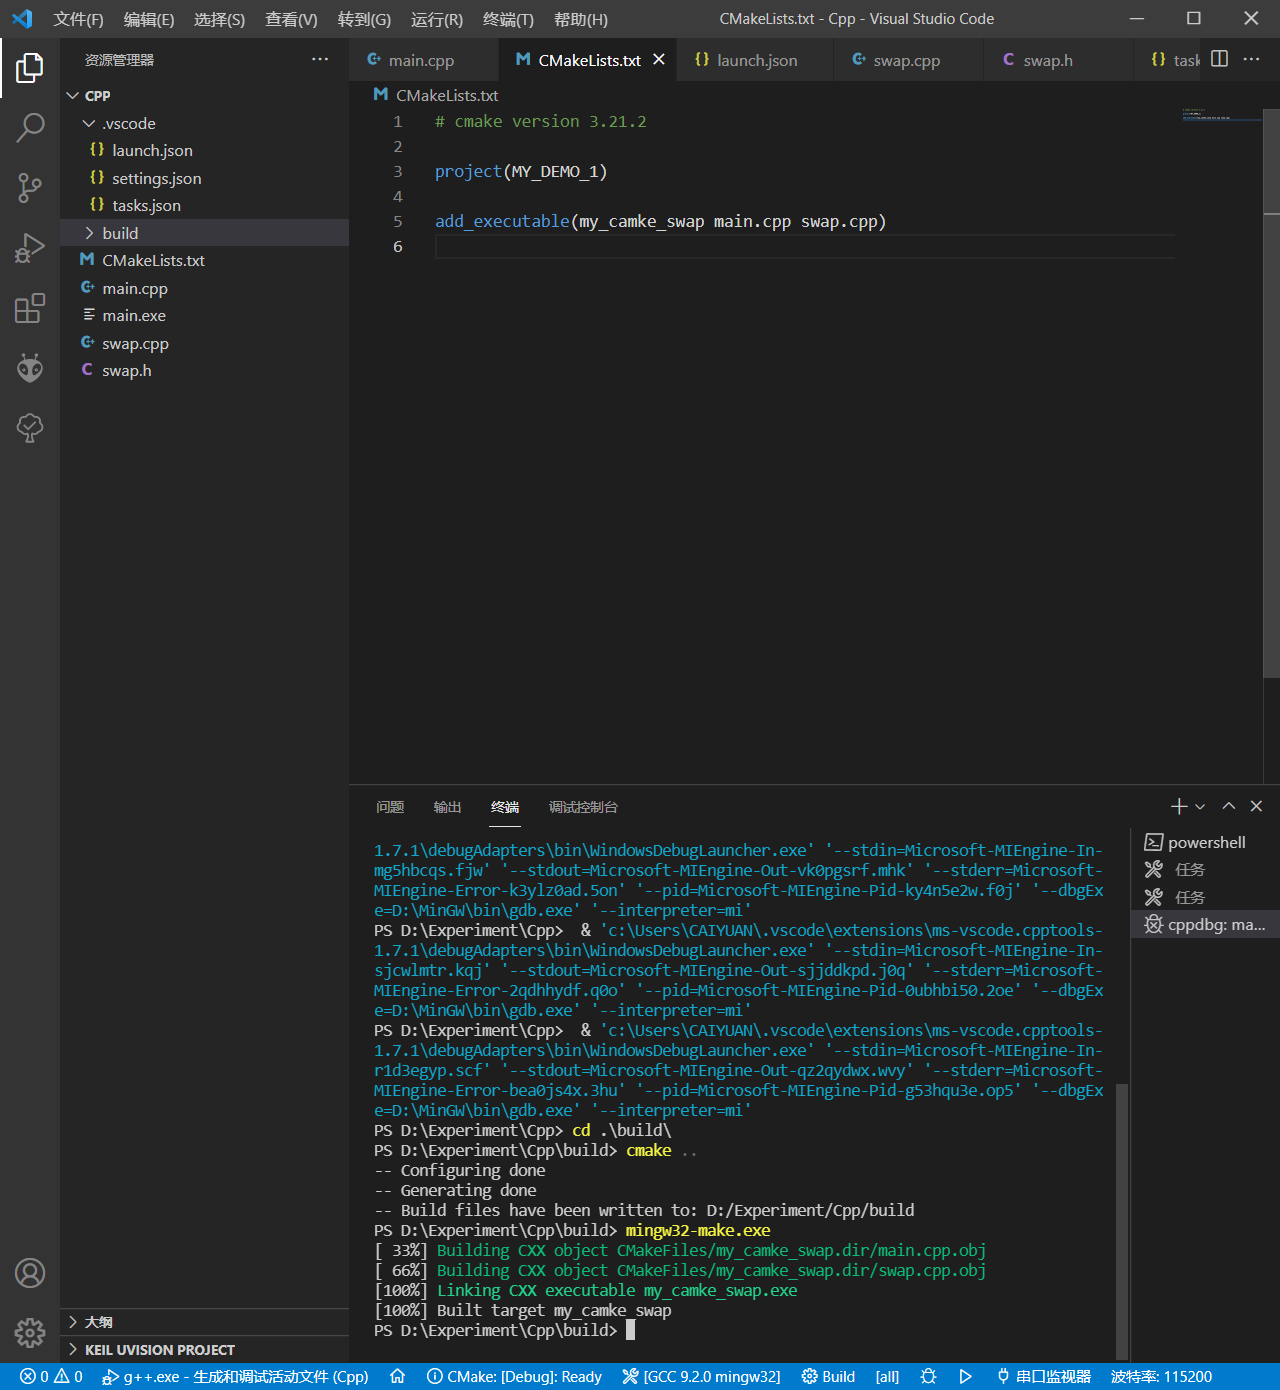 文件(F) 编辑(E) 选择(S) 查看(V) 转到(G) 运行(R) 终端(T) 帮助(H) CMakeLists.txt - Cpp - Visual Studio Code
资源管理器
CPP
.vscode
launch.json
settings.json
tasks.json
build
CMakeLists.txt
main.cpp
main.exe
swap.cpp
swap.h
大纲
KEIL UVISION PROJECT
main.cpp CMakeLists.txt launch.json swap.cpp swap.h task
CMakeLists.txt
1 # cmake version 3.21.2
2
3 project(MY_DEMO_1)
4
5 add_executable(my_camke_swap main.cpp swap.cpp)
6
问题 输出 终端 调试控制台
1.7.1\debugAdapters\bin\WindowsDebugLauncher.exe' '--stdin=Microsoft-MIEngine-In-
mg5hbcqs.fjw' '--stdout=Microsoft-MIEngine-Out-vk0pgsrf.mhk' '--stderr=Microsoft-
MIEngine-Error-k3ylz0ad.5on' '--pid=Microsoft-MIEngine-Pid-ky4n5e2w.f0j' '--dbgEx
e=D:\MinGW\bin\gdb.exe' '--interpreter=mi'
PS D:\Experiment\Cpp>  & 'c:\Users\CAIYUAN\.vscode\extensions\ms-vscode.cpptools-
1.7.1\debugAdapters\bin\WindowsDebugLauncher.exe' '--stdin=Microsoft-MIEngine-In-
sjcwlmtr.kqj' '--stdout=Microsoft-MIEngine-Out-sjjddkpd.j0q' '--stderr=Microsoft-
MIEngine-Error-2qdhhydf.q0o' '--pid=Microsoft-MIEngine-Pid-0ubhbi50.2oe' '--dbgEx
e=D:\MinGW\bin\gdb.exe' '--interpreter=mi'
PS D:\Experiment\Cpp>  & 'c:\Users\CAIYUAN\.vscode\extensions\ms-vscode.cpptools-
1.7.1\debugAdapters\bin\WindowsDebugLauncher.exe' '--stdin=Microsoft-MIEngine-In-
r1d3egyp.scf' '--stdout=Microsoft-MIEngine-Out-qz2qydwx.wvy' '--stderr=Microsoft-
MIEngine-Error-bea0js4x.3hu' '--pid=Microsoft-MIEngine-Pid-g53hqu3e.op5' '--dbgEx
e=D:\MinGW\bin\gdb.exe' '--interpreter=mi'
PS D:\Experiment\Cpp> cd .\build\
PS D:\Experiment\Cpp\build> cmake ..
-- Configuring done
-- Generating done
-- Build files have been written to: D:/Experiment/Cpp/build
PS D:\Experiment\Cpp\build> mingw32-make.exe
[ 33%] Building CXX object CMakeFiles/my_camke_swap.dir/main.cpp.obj
[ 66%] Building CXX object CMakeFiles/my_camke_swap.dir/swap.cpp.obj
[100%] Linking CXX executable my_camke_swap.exe
[100%] Built target my_camke_swap
PS D:\Experiment\Cpp\build>
powershell
任务
任务
cppdbg: ma...
0 0 g++.exe - 生成和调试活动文件 (Cpp) CMake: [Debug]: Ready [GCC 9.2.0 mingw32] Build [all] 串口监视器 波特率: 115200